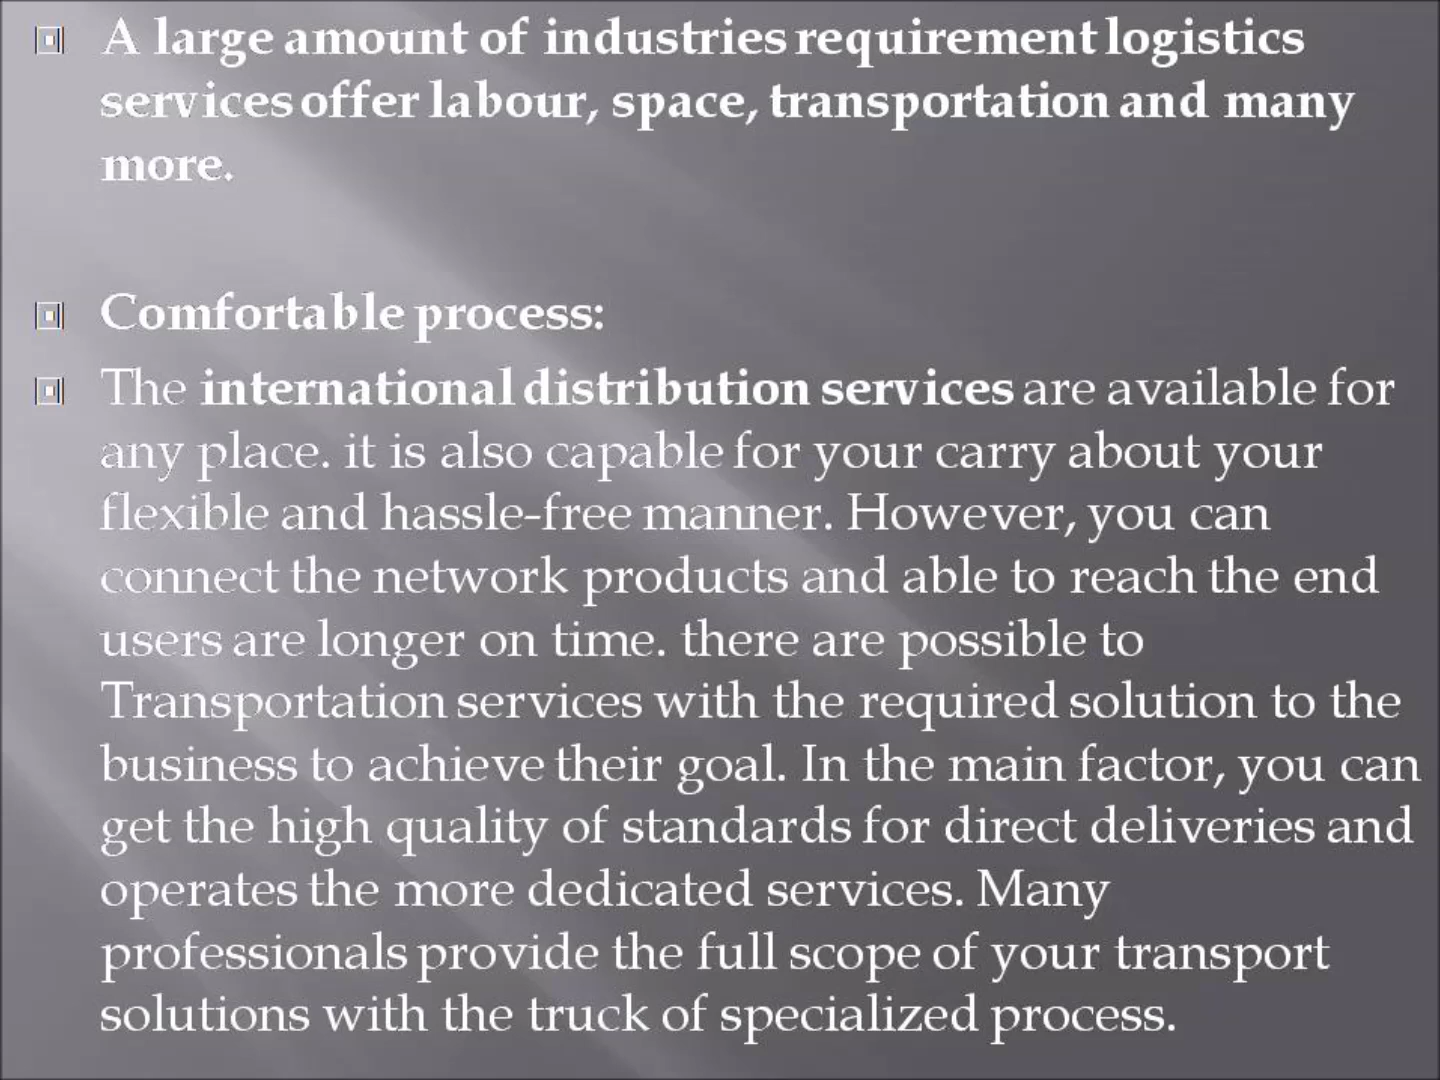 A large amount of industries requirement logistics
services offer labour, space, transportation and many
more.
Comfortable process:
The international distribution services are available for
any place. it is also capable for your carry about your
flexible and hassle-free manner. However, you can
connect the network products and able to reach the end
users are longer on time. there are possible to
Transportation services with the required solution to the
business to achieve their goal. In the main factor, you can
get the high quality of standards for direct deliveries and
operates the more dedicated services. Many
professionals provide the full scope of your transport
solutions with the truck of specialized process.